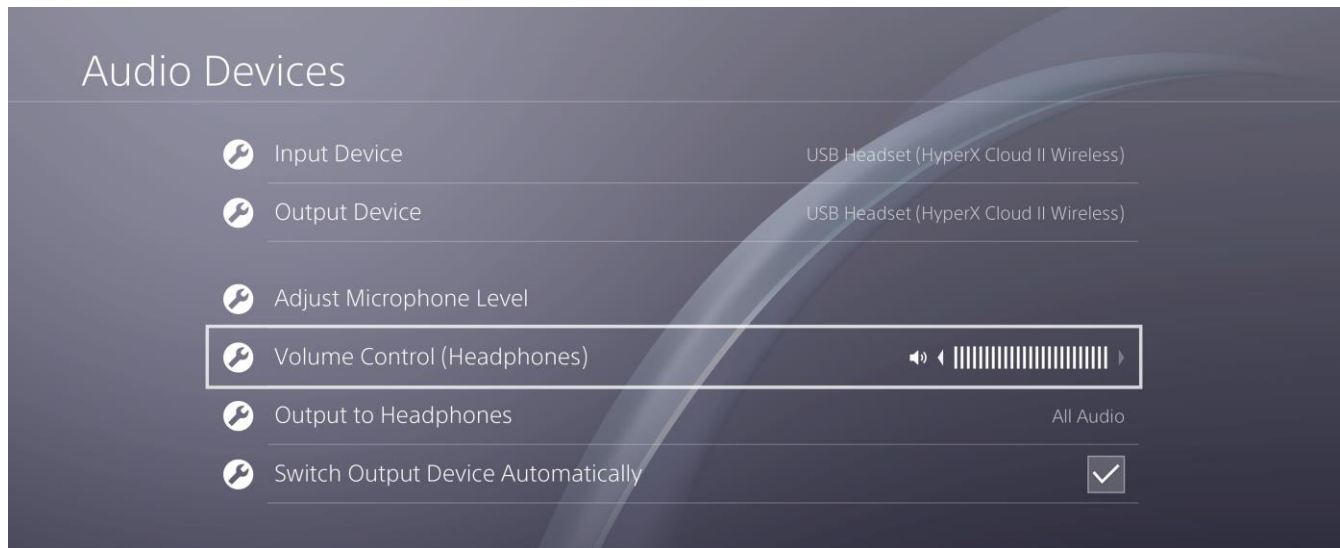 Audio Devices
Input Device USB Headset (HyperX Cloud II Wireless)
Output Device USB Headset (HyperX Cloud II Wireless)
Adjust Microphone Level
Volume Control (Headphones)
Output to Headphones All Audio
Switch Output Device Automatically